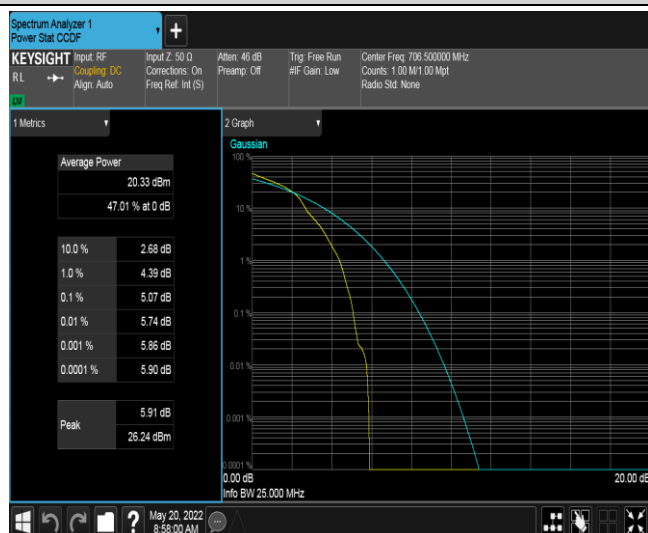 Spectrum Analyzer 1
Power Stat CCDF
+
KEYSIGHT
R L
LXI
Input: RF
Coupling: DC
Align: Auto
Input Z: 50 Ω
Corrections: On
Freq Ref: Int (S)
Atten: 46 dB
Preamp: Off
Trig: Free Run
#IF Gain: Low
Center Freq: 706.500000 MHz
Counts: 1.00 M/1.00 Mpt
Radio Std: None
1 Metrics
Average Power
20.33 dBm
47.01 % at 0 dB
10.0 % 2.68 dB
1.0 % 4.39 dB
0.1 % 5.07 dB
0.01 % 5.74 dB
0.001 % 5.86 dB
0.0001 % 5.90 dB
Peak 5.91 dB
26.24 dBm
2 Graph
Gaussian
100 %
10 %
1 %
0.1 %
0.01 %
0.001 %
0.0001 %
0.00 dB 20.00 dB
Info BW 25.000 MHz
? May 20, 2022
8:58:00 AM